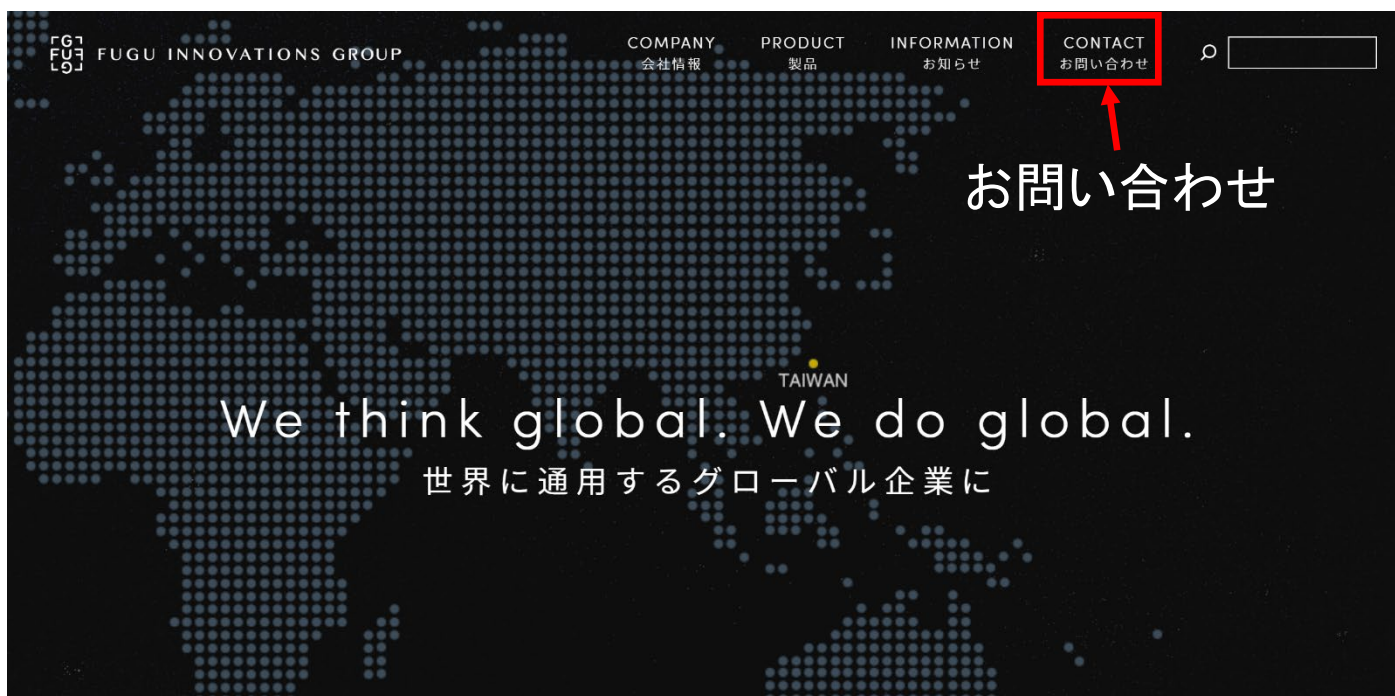 FUGU INNOVATIONS GROUP
COMPANY
会社情報
PRODUCT
製品
INFORMATION
お知らせ
CONTACT
お問い合わせ
お問い合わせ
TAIWAN
We think global. We do global.
世界に通用するグローバル企業に